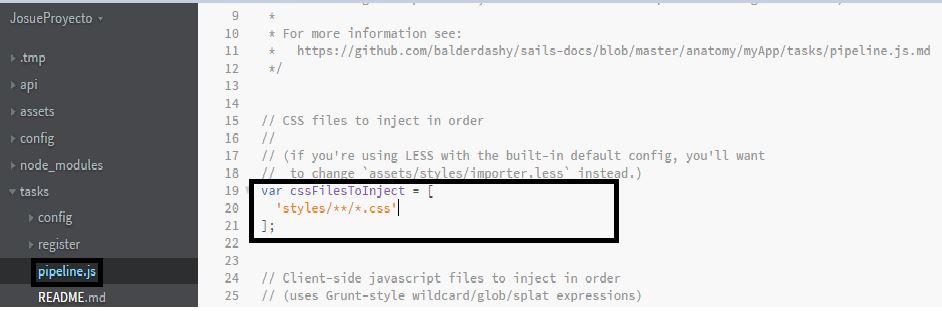 JosueProyecto
.tmp
api
assets
config
node_modules
tasks
config
register
pipeline.js
README.md
9 *
10 * For more information see:
11 *   https://github.com/balderdashy/sails-docs/blob/master/anatomy/myApp/tasks/pipeline.js.md
12 */
13
14
15 // CSS files to inject in order
16 //
17 // (if you're using LESS with the built-in default config, you'll want
18 //  to change `assets/styles/importer.less` instead.)
19 var cssFilesToInject = [
20   'styles/**/*.css'
21 ];
22
23
24 // Client-side javascript files to inject in order
25 // (uses Grunt-style wildcard/glob/splat expressions)